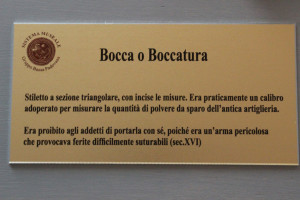 SISTEMA MUSEALE
Bocca o Boccatura
Stiletto a sezione triangolare, con incise le misure. Era praticamente un calibro
adoperato per misurare la quantità di polvere da sparo dell'antica artiglieria.
Era proibito agli addetti di portarla con sé, poiché era un'arma pericolosa
che provocava ferite difficilmente suturabili (sec.XVI)